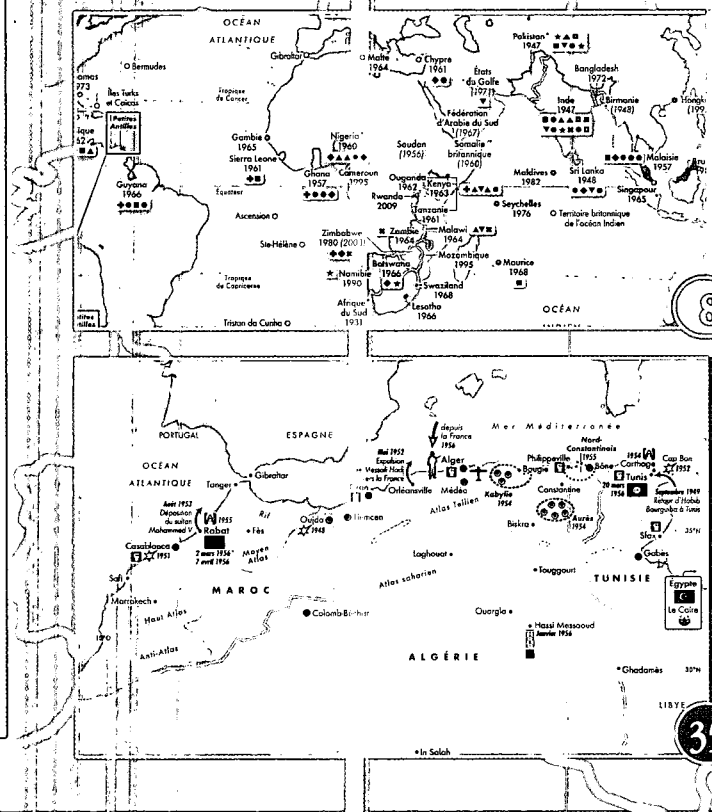 OCÉAN
ATLANTIQUE
Bermudes
Îles Turks
et Caicos
Petites
Antilles
Guyana
1966
Gibraltar
Tropique
de Cancer
Gambie
1965
Sierra Leone
1961
Équateur
Ascension
Ste-Hélène
Tropique
de Capricorne
Tristan da Cunha
Nigeria
1960
Ghana
1957
Cameroun
1995
Malte
1964
Chypre
1961
États
du Golfe
(1971)
Fédération
d'Arabie du Sud
(1967)
Soudan
(1956)
Somalie
britannique
(1960)
Ouganda
1962
Kenya
1963
Rwanda
2009
Tanzanie
1961
Zimbabwe
1980
Zambie
1964
Malawi
1964
Mozambique
1995
Botswana
1966
Namibie
1990
Swaziland
1968
Afrique
du Sud
1931
Lesotho
1966
Pakistan
1947
Bangladesh
1972
Inde
1947
Birmanie
(1948)
Maldives
1982
Sri Lanka
1948
Malaisie
1957
Singapour
1965
Seychelles
1976
Territoire britannique
de l'océan Indien
Maurice
1968
OCÉAN
8
PORTUGAL
ESPAGNE
OCÉAN
ATLANTIQUE
Gibraltar
Tanger
Août 1953
Déposition
du sultan
Mohammed V
1955
Rabat
Rif
Fès
Oujda
1948
Casablanca
1951
2 mars 1956
7 avril 1956
Moyen
Atlas
Safi
MAROC
Marrakech
Haut Atlas
Anti-Atlas
Colomb-Béchar
Mer Méditerranée
depuis
la France
1956
Mai 1952
Expulsion
Alger
Orléansville
Médéa
Atlas Tellien
Kabylie
1954
Bougie
Philippeville
Nord-
Constantinois
1955
Bône
Constantine
Aurès
1954
Biskra
1954
Carthage
Cap Bon
1952
Tunis
20 mars
1956
Septembre 1949
Retour d'Habib
Bourguiba à Tunis
Sfax
35°N
Gabès
Laghouat
Atlas saharien
Touggourt
TUNISIE
Égypte
Le Caire
Ouargla
Hassi Messaoud
Janvier 1956
ALGÉRIE
Ghadamès
30°N
LIBYE
In Salah